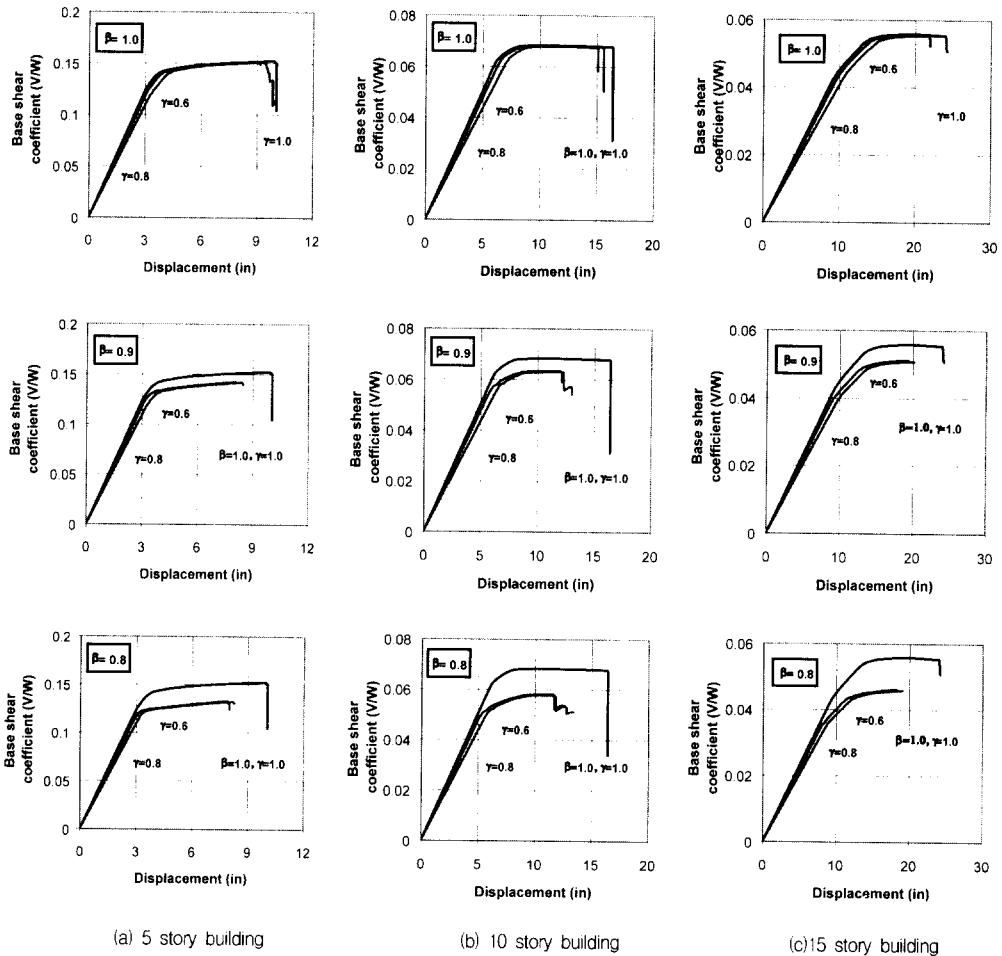 0.2
0.15
0.1
0.05
0
Base shear
coefficient (V/W)
β= 1.0
γ=0.6
γ=0.8
γ=1.0
0 3 6 9 12
Displacement (in)
0.08
0.06
0.04
0.02
0
Base shear
coefficient (V/W)
β= 1.0
γ=0.6
γ=0.8
β=1.0, γ=1.0
0 5 10 15 20
Displacement (in)
0.06
0.04
0.02
0.00
Base shear
coefficient (V/W)
β= 1.0
γ=0.6
γ=0.8
γ=1.0
0 10 20 30
Displacement (in)
0.2
0.15
0.1
0.05
0
Base shear
coefficient (V/W)
β= 0.9
γ=0.6
γ=0.8
β=1.0, γ=1.0
0 3 6 9 12
Displacement (in)
0.08
0.06
0.04
0.02
0
Base shear
coefficient (V/W)
β= 0.9
γ=0.6
γ=0.8
β=1.0, γ=1.0
0 5 10 15 20
Displacement (in)
0.06
0.04
0.02
0.00
Base shear
coefficient (V/W)
β= 0.9
γ=0.6
γ=0.8
β=1.0, γ=1.0
0 10 20 30
Displacement (in)
0.2
0.15
0.1
0.05
0
Base shear
coefficient (V/W)
β= 0.8
γ=0.6
γ=0.8
β=1.0, γ=1.0
0 3 6 9 12
Displacement (in)
0.08
0.06
0.04
0.02
0
Base shear
coefficient (V/W)
β= 0.8
γ=0.6
γ=0.8
β=1.0, γ=1.0
0 5 10 15 20
Displacement (in)
0.06
0.04
0.02
0.00
Base shear
coefficient (V/W)
β= 0.8
γ=0.6
γ=0.8
β=1.0, γ=1.0
0 10 20 30
Displacement (in)
(a) 5 story building
(b) 10 story building
(c)15 story building